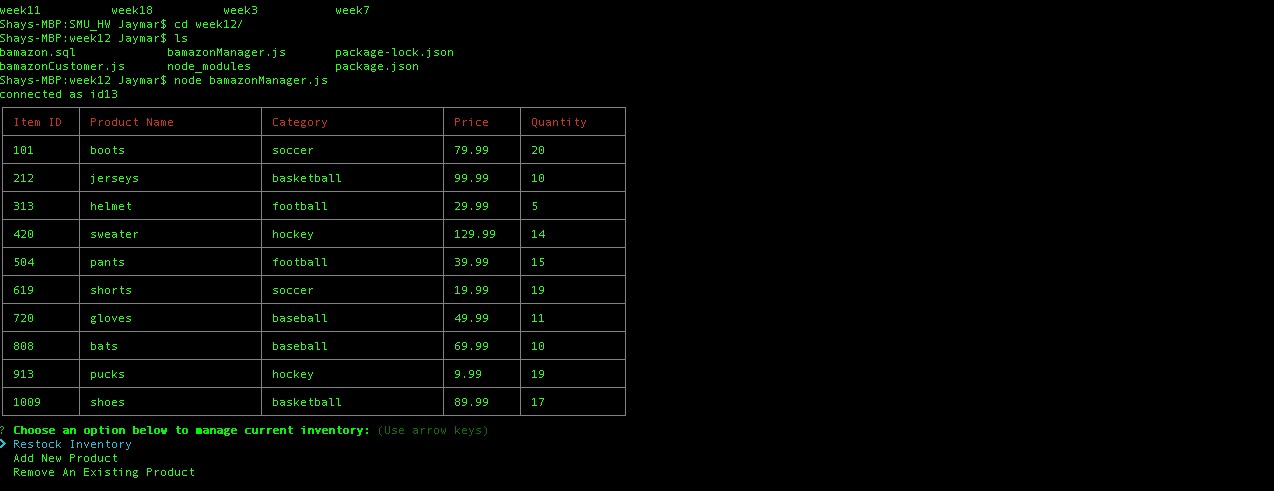 week11          week18          week3           week7
Shays-MBP:SMU_HW Jaymar$ cd week12/
Shays-MBP:week12 Jaymar$ ls
bamazon.sql             bamazonManager.js       package-lock.json
bamazonCustomer.js      node_modules            package.json
Shays-MBP:week12 Jaymar$ node bamazonManager.js
connected as id13
Item ID Product Name Category Price Quantity
101 boots soccer 79.99 20
212 jerseys basketball 99.99 10
313 helmet football 29.99 5
420 sweater hockey 129.99 14
504 pants football 39.99 15
619 shorts soccer 19.99 19
720 gloves baseball 49.99 11
808 bats baseball 69.99 10
913 pucks hockey 9.99 19
1009 shoes basketball 89.99 17
? Choose an option below to manage current inventory: (Use arrow keys)
❯ Restock Inventory
Add New Product
Remove An Existing Product